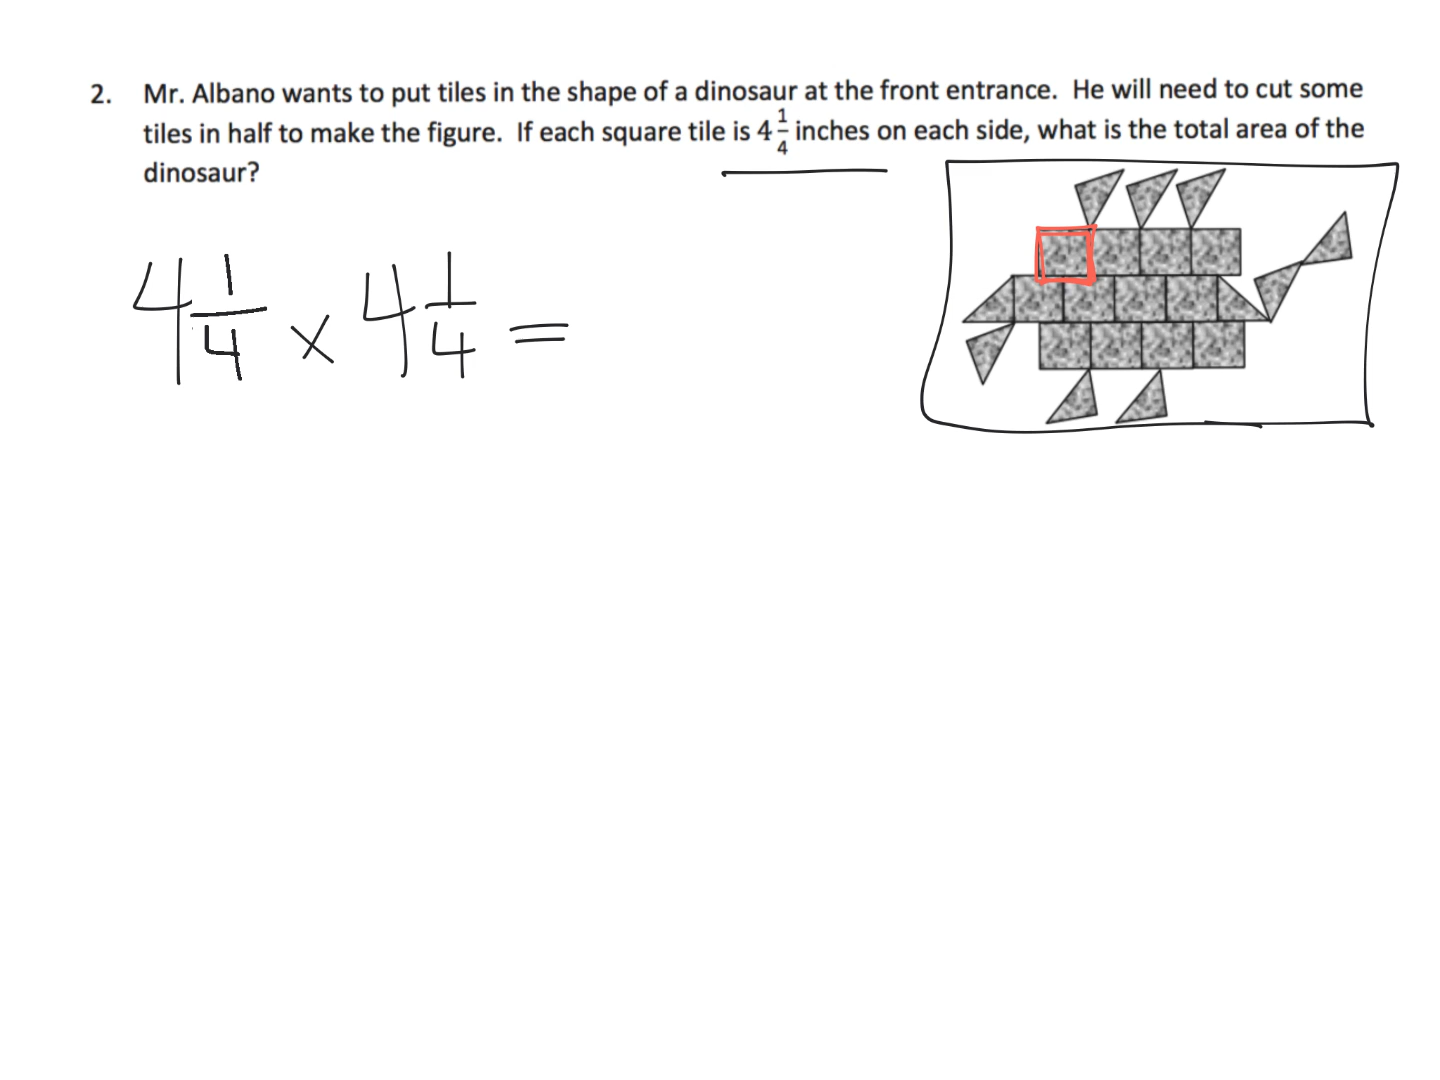 2. Mr. Albano wants to put tiles in the shape of a dinosaur at the front entrance. He will need to cut some
tiles in half to make the figure. If each square tile is 4 1/4 inches on each side, what is the total area of the
dinosaur?
4 1/4 x 4 1/4 =